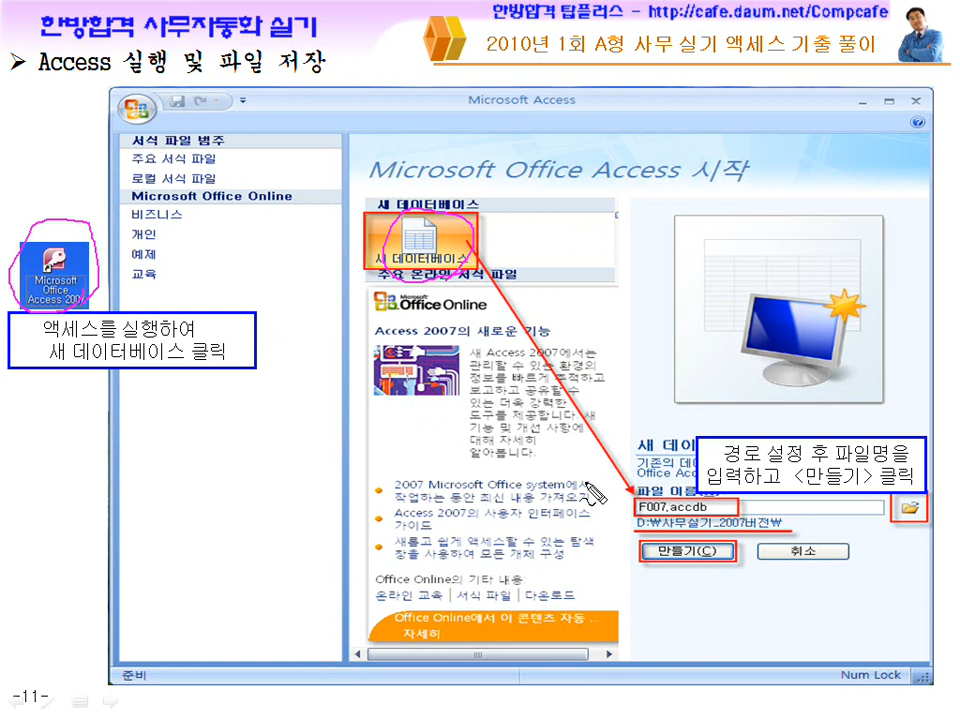 한방합격 사무자동화 실기
한방합격 탑플러스 - http://cafe.daum.net/Compcafe
2010년 1회 A형 사무 실기 액세스 기출 풀이
➢ Access 실행 및 파일 저장
Microsoft Access
서식 파일 범주
주요 서식 파일
로컬 서식 파일
Microsoft Office Online
비즈니스
개인
예제
교육
Microsoft
Office
Access 200
액세스를 실행하여
새 데이터베이스 클릭
Microsoft Office Access 시작
새 데이터베이스
새 데이터베이스
주요 온라인 서식 파일
Microsoft®
Office Online
Access 2007의 새로운 기능
새 Access 2007에서는
관리할 수 있는 환경의
정보를 빠르게 추적하고
보고하고 공유할 수
있는 더욱 강력한
도구를 제공합니다. 새
기능 및 개선 사항에
대해 자세히
알아봅니다.
2007 Microsoft Office system에서
작업하는 동안 최신 내용 가져오기
Access 2007의 사용자 인터페이스
가이드
새롭고 쉽게 액세스할 수 있는 탐색
창을 사용하여 모든 개체 구성
Office Online의 기타 내용:
온라인 교육 | 서식 파일 | 다운로드
Office Online에서 이 콘텐츠 자동 ...
자세히
새 데이
기존의 데
Office Acc
경로 설정 후 파일명을
입력하고 <만들기> 클릭
파일 이름(N)
F007.accdb
D:₩사무실기_2007버전₩
만들기(C)
취소
준비
Num Lock
-11-